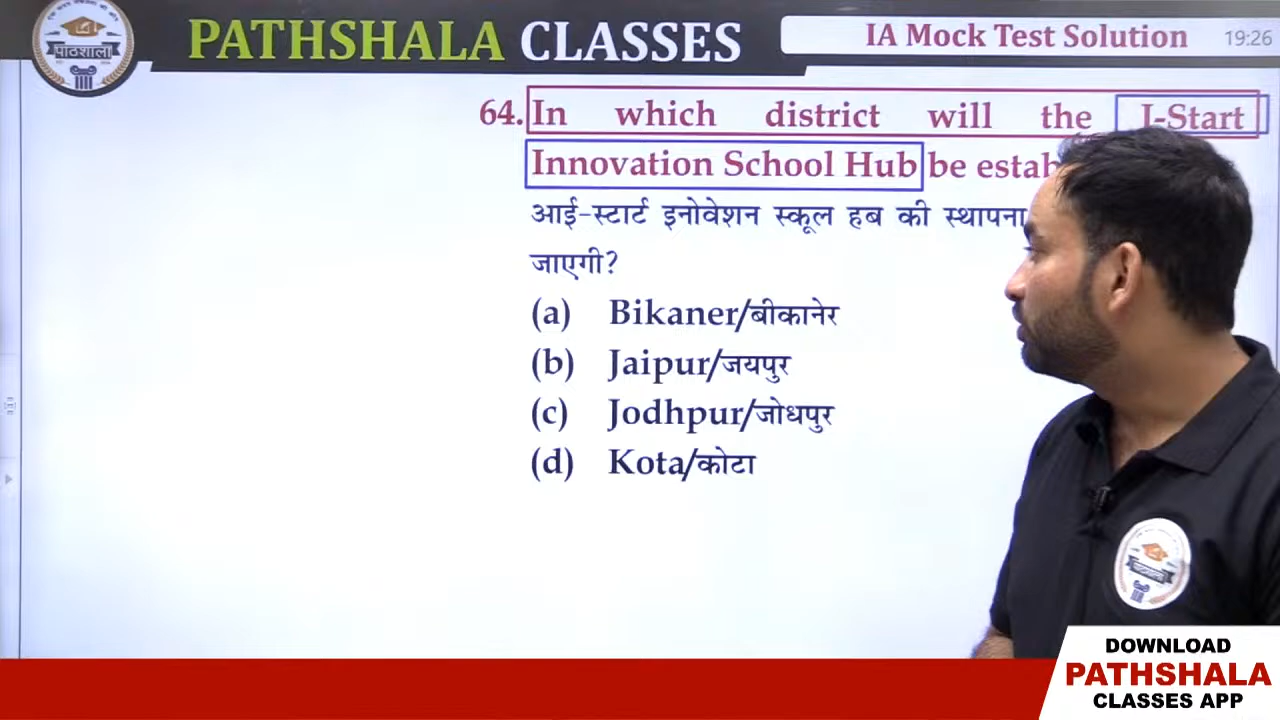 पाठशाला
PATHSHALA CLASSES
IA Mock Test Solution
19:26
64. In which district will the I-Start
Innovation School Hub be estab
आई-स्टार्ट इनोवेशन स्कूल हब की स्थापना
जाएगी?
(a) Bikaner/बीकानेर
(b) Jaipur/जयपुर
(c) Jodhpur/जोधपुर
(d) Kota/कोटा
DOWNLOAD
PATHSHALA
CLASSES APP